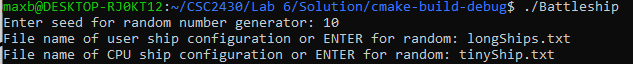 maxb@DESKTOP-RJ0KT12:~/CSC2430/Lab 6/Solution/cmake-build-debug$ ./Battleship
Enter seed for random number generator: 10
File name of user ship configuration or ENTER for random: longShips.txt
File name of CPU ship configuration or ENTER for random: tinyShip.txt